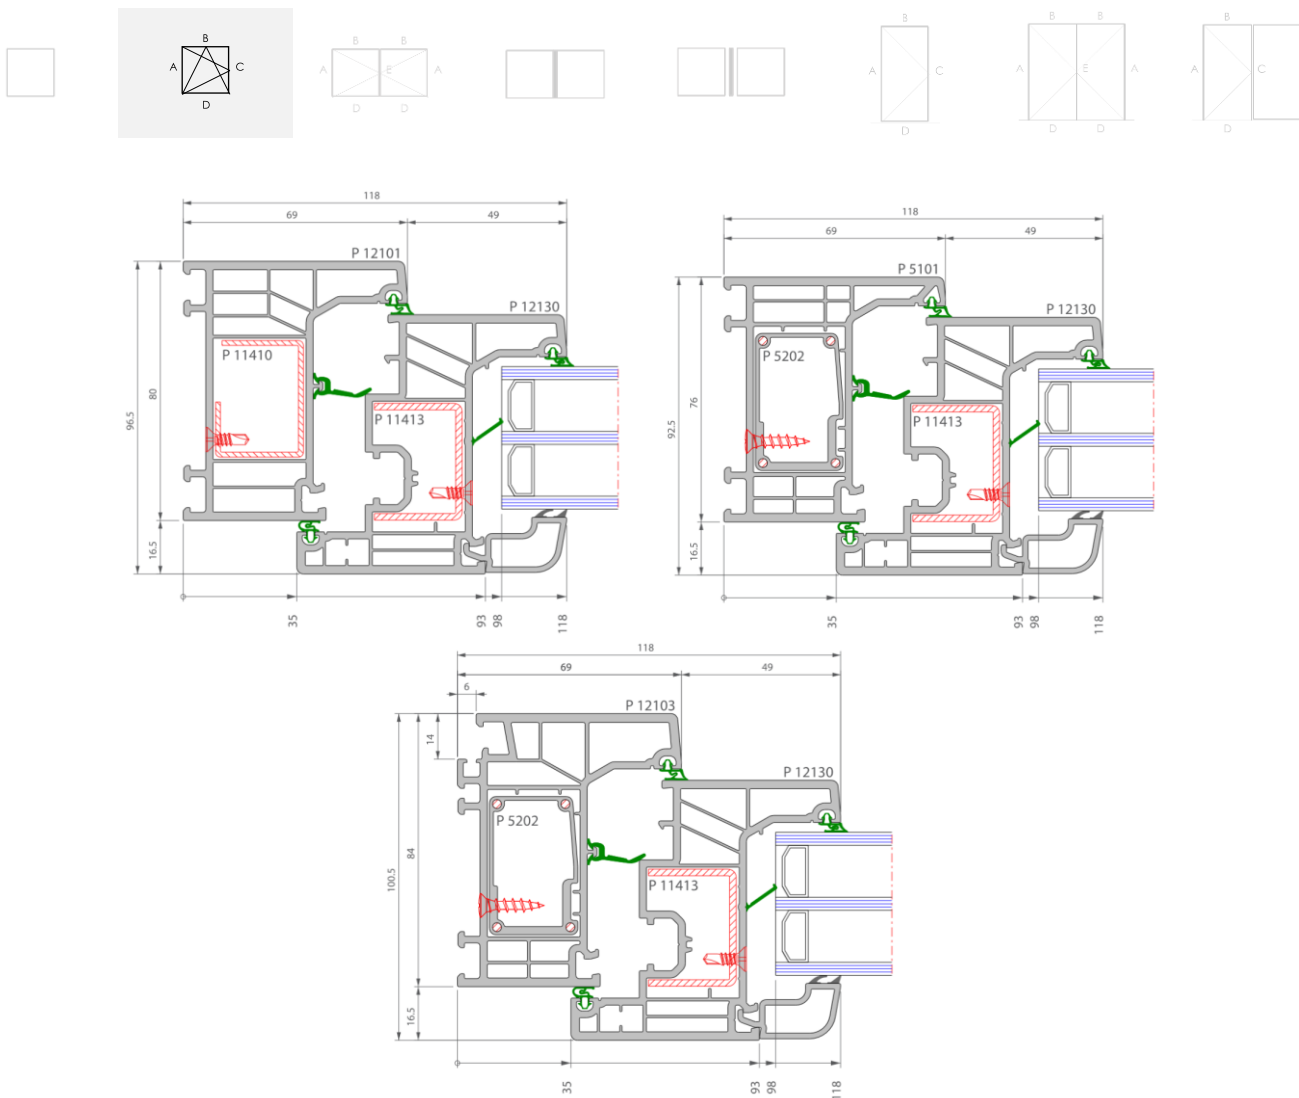 B
A
C
D
B
B
A
E
A
D
D
B
A
C
D
B
B
A
E
A
D
D
B
A
C
D
118
69
49
P 12101
P 12130
P 11410
P 11413
96.5
80
16.5
35
93
98
118
118
69
49
P 5101
P 12130
P 5202
P 11413
92.5
76
16.5
35
93
98
118
118
69
49
6
P 12103
P 12130
14
P 5202
P 11413
100.5
84
16.5
35
93
98
118